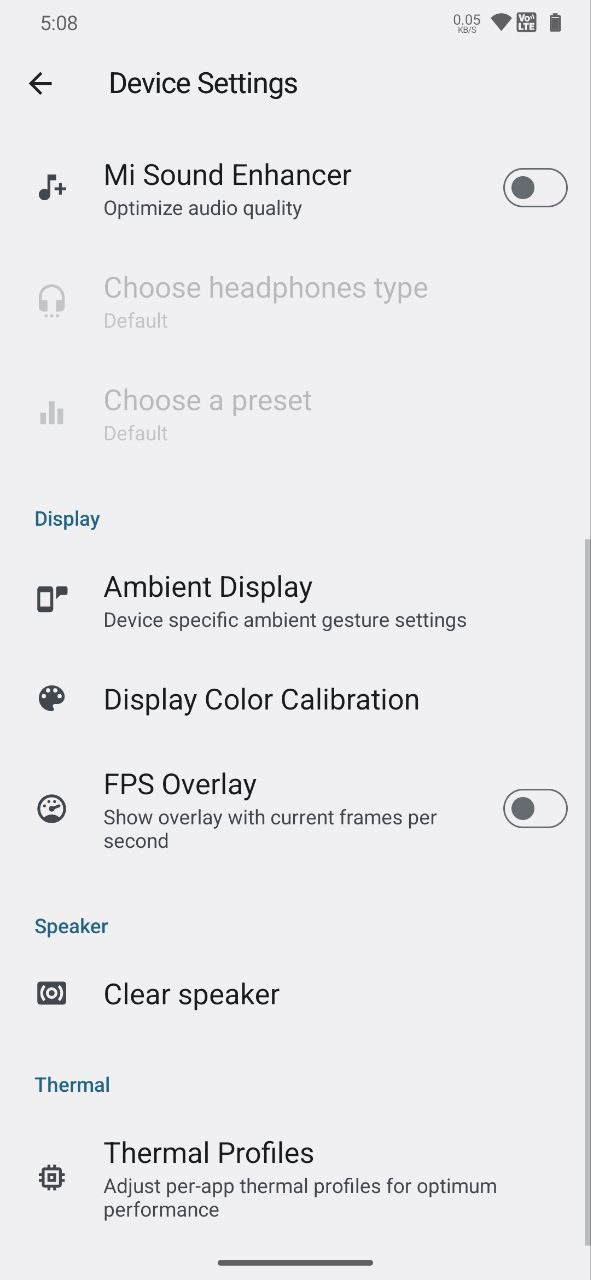 5:08
0.05
KB/S
Vo))
LTE
Device Settings
Mi Sound Enhancer
Optimize audio quality
Choose headphones type
Default
Choose a preset
Default
Display
Ambient Display
Device specific ambient gesture settings
Display Color Calibration
FPS Overlay
Show overlay with current frames per
second
Speaker
Clear speaker
Thermal
Thermal Profiles
Adjust per-app thermal profiles for optimum
performance